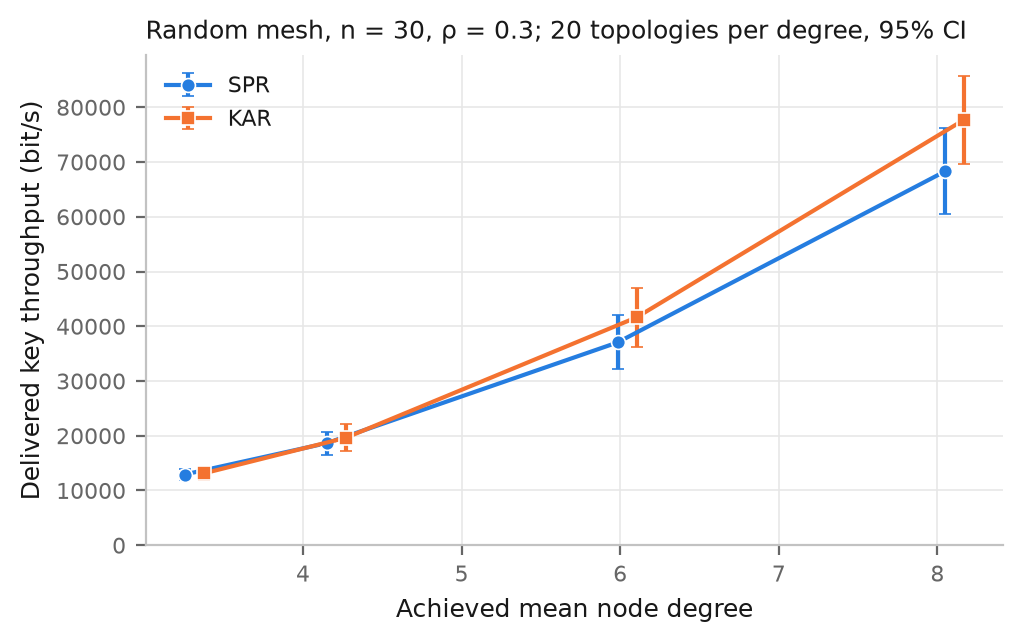 Random mesh, n = 30, ρ = 0.3; 20 topologies per degree, 95% CI
SPR
KAR
Delivered key throughput (bit/s)
80000
70000
60000
50000
40000
30000
20000
10000
0
4 5 6 7 8
Achieved mean node degree